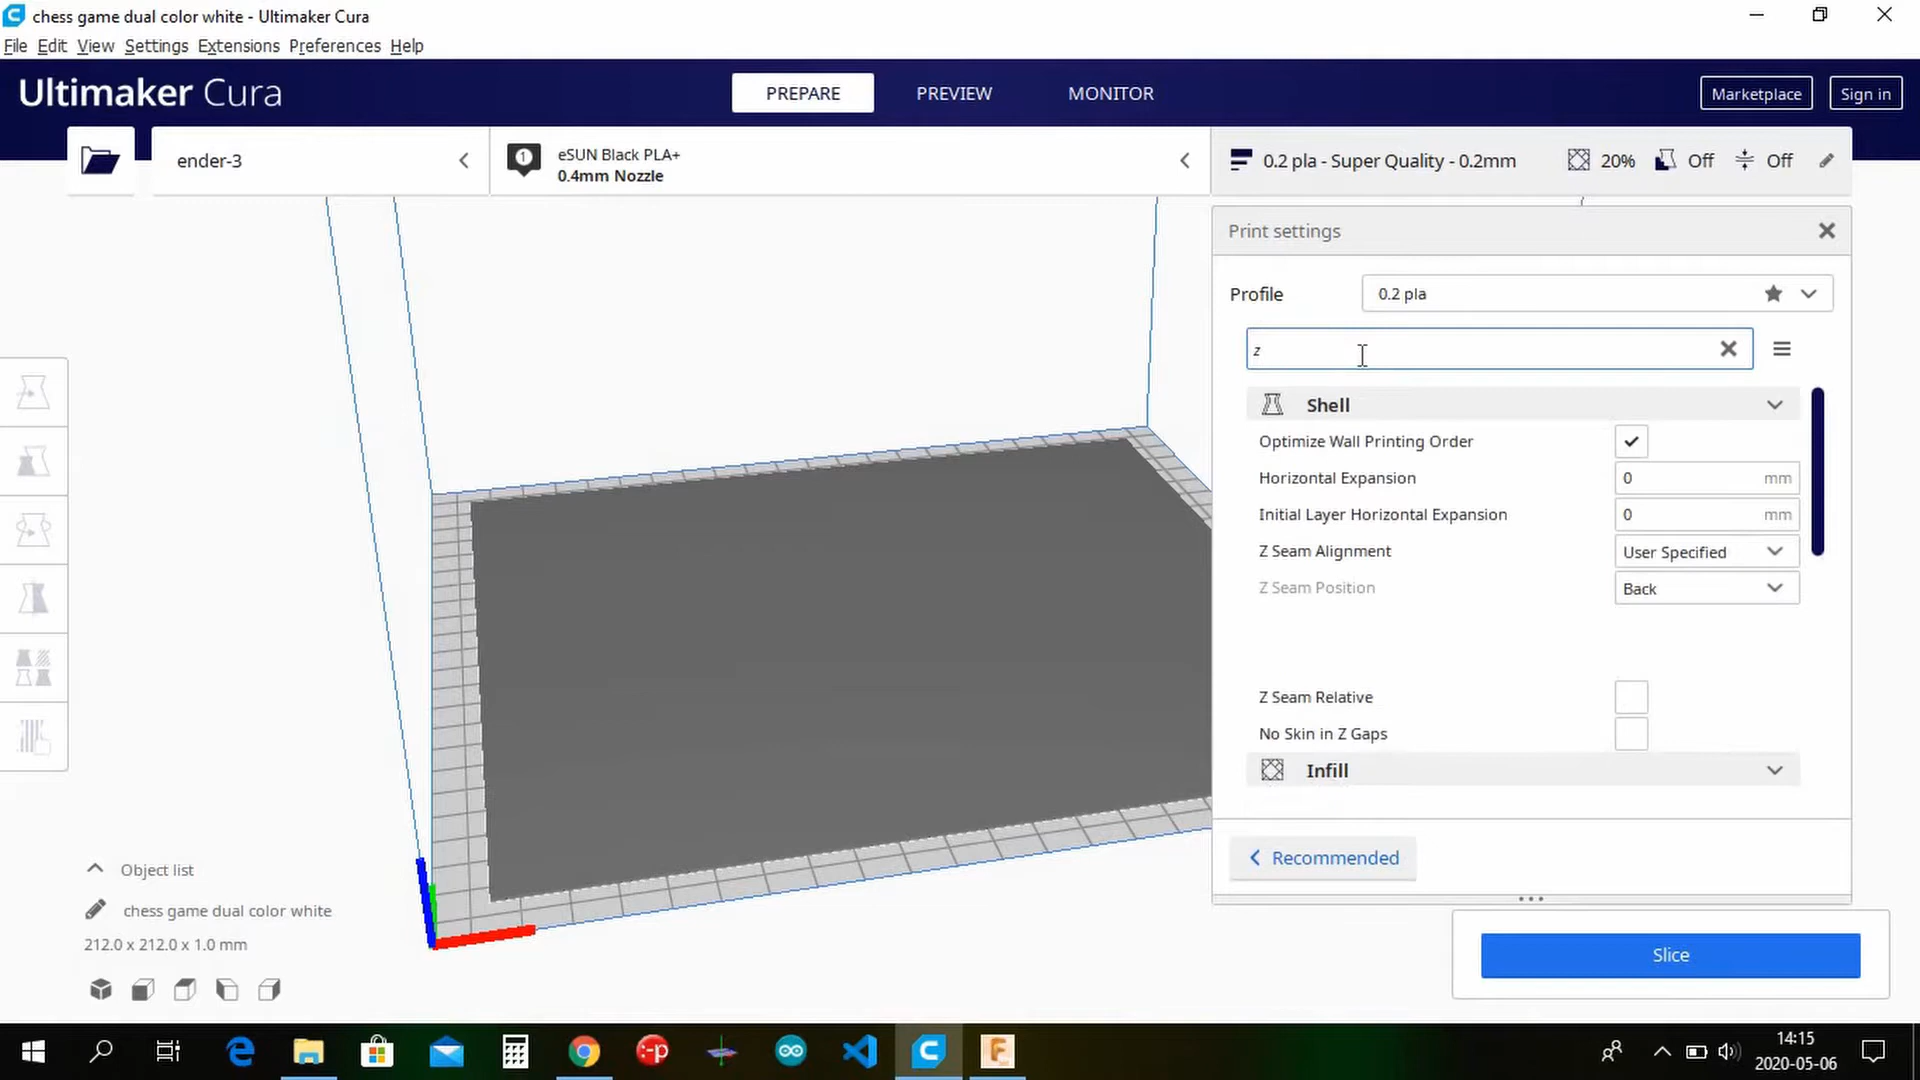 chess game dual color white - Ultimaker Cura
File Edit View Settings Extensions Preferences Help
Ultimaker Cura
PREPARE PREVIEW MONITOR
Marketplace Sign in
ender-3
1 eSUN Black PLA+
0.4mm Nozzle
0.2 pla - Super Quality - 0.2mm 20% Off Off
Print settings
Profile 0.2 pla
z
Shell
Optimize Wall Printing Order
Horizontal Expansion 0 mm
Initial Layer Horizontal Expansion 0 mm
Z Seam Alignment User Specified
Z Seam Position Back
Z Seam Relative
No Skin in Z Gaps
Infill
Recommended
Object list
chess game dual color white
212.0 x 212.0 x 1.0 mm
Slice
14:15
2020-05-06